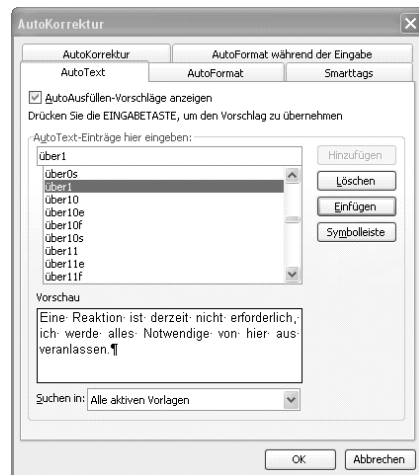 AutoKorrektur
AutoKorrektur
AutoFormat während der Eingabe
AutoText
AutoFormat
Smarttags
AutoAusfüllen-Vorschläge anzeigen
Drücken Sie die EINGABETASTE, um den Vorschlag zu übernehmen
AutoText-Einträge hier eingeben:
über1
Hinzufügen
über0s
über1
über10
über10e
über10f
über10s
über11
über11e
über11f
Löschen
Einfügen
Symbolleiste
Vorschau
Eine· Reaktion· ist· derzeit· nicht· erforderlich,·
ich· werde· alles· Notwendige· von· hier· aus·
veranlassen.¶
Suchen in: Alle aktiven Vorlagen
OK
Abbrechen